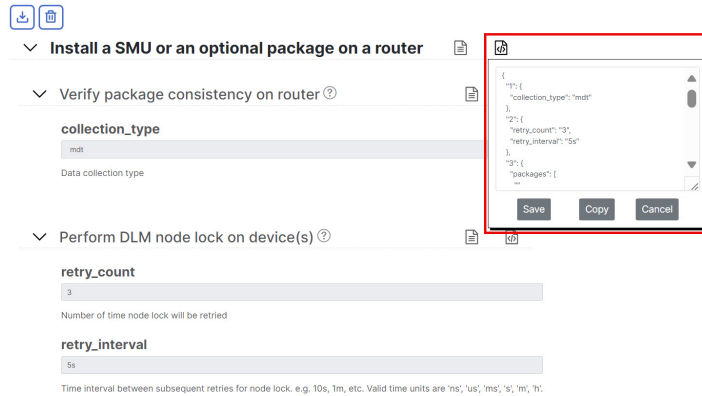 Install a SMU or an optional package on a router
{
"1": {
"collection_type": "mdt"
},
"2": {
"retry_count": "3",
"retry_interval": "5s"
},
"3": {
"packages": [
""
Save Copy Cancel
Verify package consistency on router ?
collection_type
mdt
Data collection type
Perform DLM node lock on device(s) ?
retry_count
3
Number of time node lock will be retried
retry_interval
5s
Time interval between subsequent retries for node lock. e.g. 10s, 1m, etc. Valid time units are 'ns', 'us', 'ms', 's', 'm', 'h'.